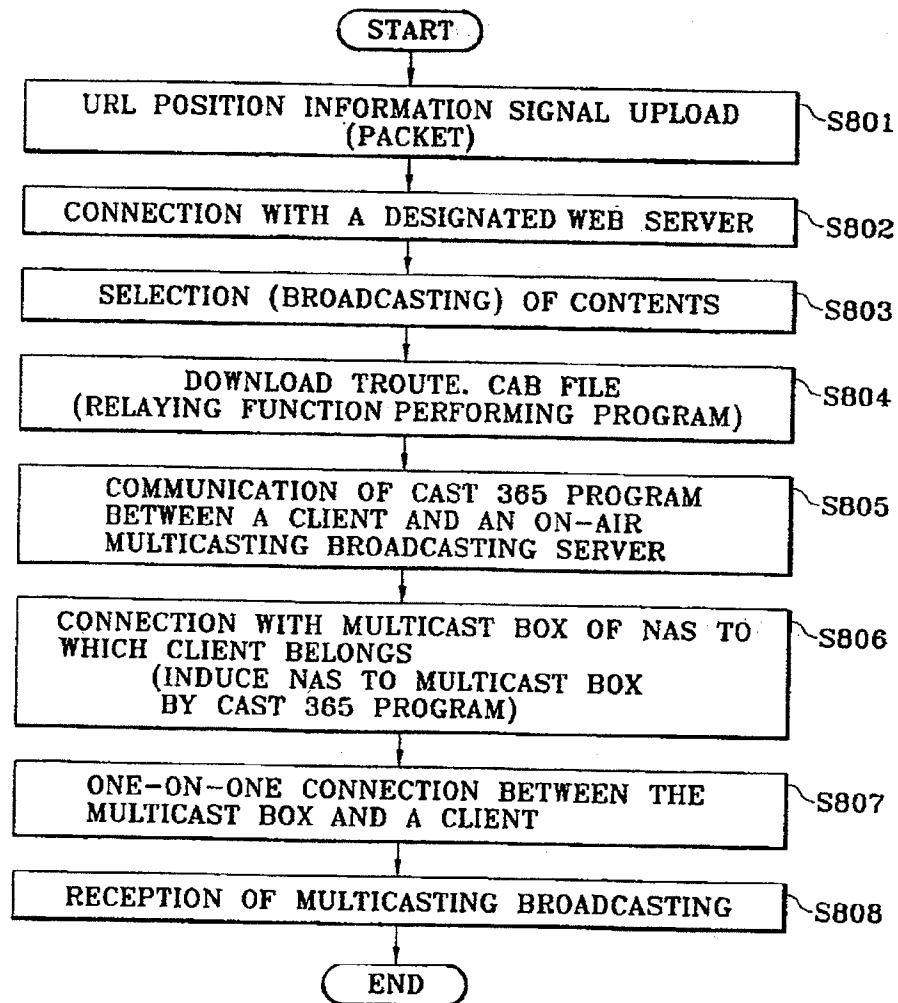 START
URL POSITION INFORMATION SIGNAL UPLOAD
(PACKET)
S801
CONNECTION WITH A DESIGNATED WEB SERVER
S802
SELECTION (BROADCASTING) OF CONTENTS
S803
DOWNLOAD TROUTE. CAB FILE
(RELAYING FUNCTION PERFORMING PROGRAM)
S804
COMMUNICATION OF CAST 365 PROGRAM
BETWEEN A CLIENT AND AN ON-AIR
MULTICASTING BROADCASTING SERVER
S805
CONNECTION WITH MULTICAST BOX OF NAS TO
WHICH CLIENT BELONGS
(INDUCE NAS TO MULTICAST BOX
BY CAST 365 PROGRAM)
S806
ONE-ON-ONE CONNECTION BETWEEN THE
MULTICAST BOX AND A CLIENT
S807
RECEPTION OF MULTICASTING BROADCASTING
S808
END